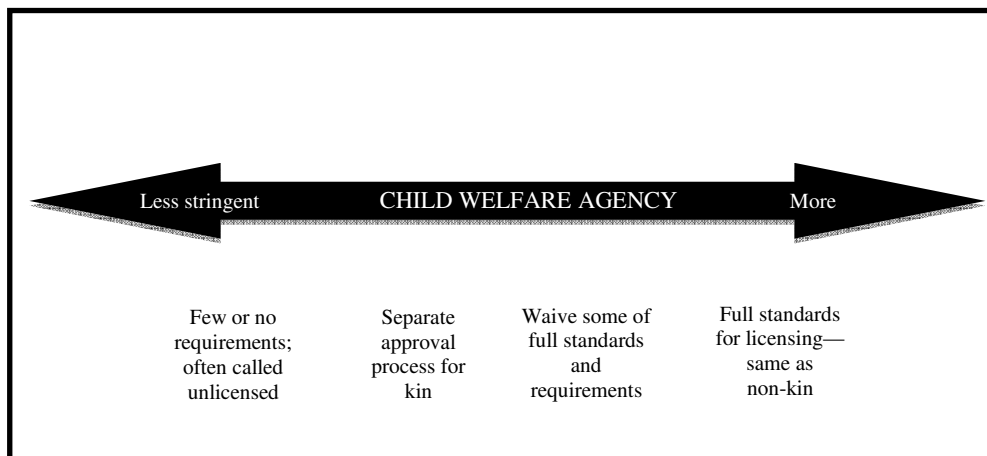 Less stringent CHILD WELFARE AGENCY More
Few or no
requirements;
often called
unlicensed
Separate
approval
process for
kin
Waive some of
full standards
and
requirements
Full standards
for licensing—
same as
non-kin